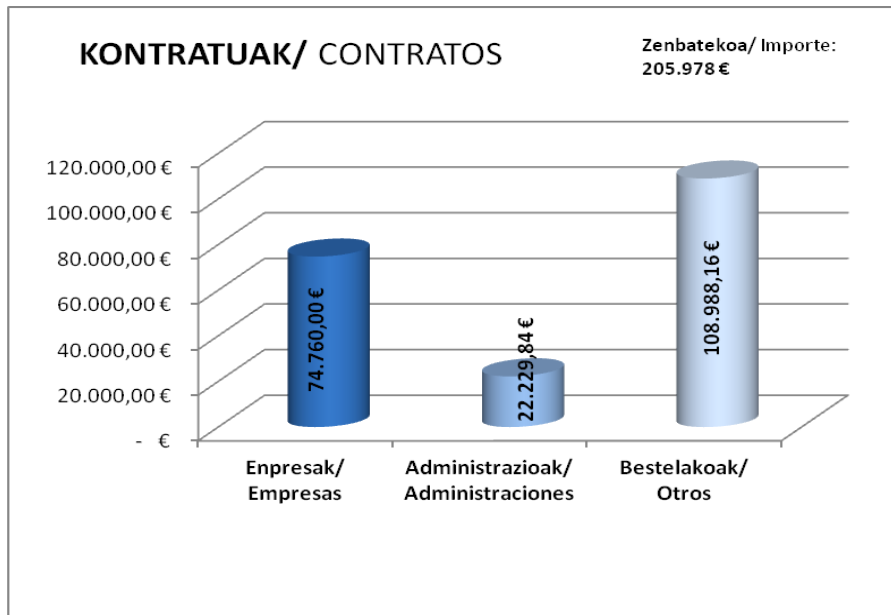 KONTRATUAK/ CONTRATOS
Zenbatekoa/ Importe:
205.978 €
120.000,00 €
100.000,00 €
80.000,00 €
60.000,00 €
40.000,00 €
20.000,00 €
- €
74.760,00 €
22.229,84 €
108.988,16 €
Enpresak/
Empresas
Administrazioak/
Administraciones
Bestelakoak/
Otros